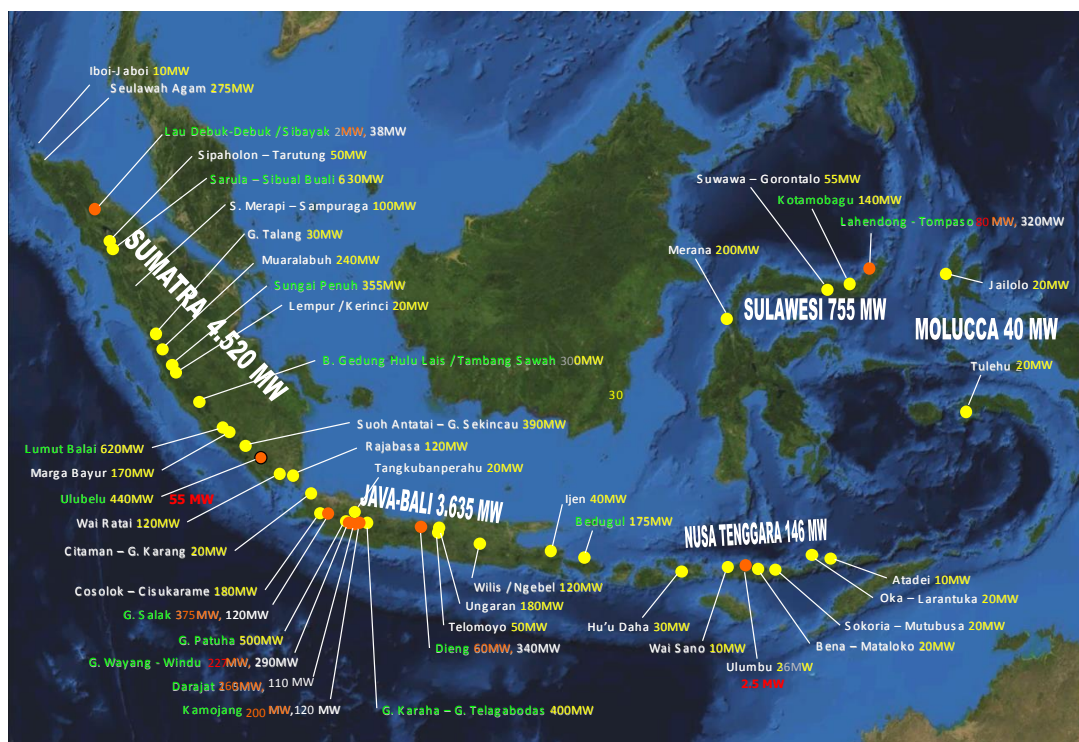 Iboi-Jaboi 10MW
Seulawah Agam 275MW
Lau Debuk-Debuk / Sibayak 2MW, 38MW
Sipaholon – Tarutung 50MW
Sarula – Sibual Buali 630MW
S. Merapi – Sampuraga 100MW
G. Talang 30MW
Muaralabuh 240MW
Sungai Penuh 355MW
Lempur / Kerinci 20MW
SUMATRA 4.520 MW
B. Gedung Hulu Lais / Tambang Sawah 300MW
30
Suwawa – Gorontalo 55MW
Kotamobagu 140MW
Lahendong - Tompaso MW, 320MW
Merana 200MW
Jailolo 20MW
SULAWESI 755 MW
MOLUCCA 40 MW
Tulehu 20MW
Suoh Antatai – G. Sekincau 390MW
Lumut Balai 620MW
Rajabasa 120MW
Marga Bayur 170MW
Tangkubanperahu 20MW
Ulubelu 440MW 55 MW
JAVA-BALI 3.635 MW
Ijen 40MW
Wai Ratai 120MW
Bedugul 175MW
NUSA TENGGARA 146 MW
Citaman – G. Karang 20MW
Cosolok – Cisukarame 180MW
Wilis / Ngebel 120MW
Atadei 10MW
Ungaran 180MW
Oka – Larantuka 20MW
G. Salak 375MW, 120MW
Telomoyo 50MW
Hu'u Daha 30MW
Sokoria – Mutubusa 20MW
G. Patuha 500MW
Dieng 60MW, 340MW
Wai Sano 10MW
Bena – Mataloko 20MW
G. Wayang - Windu 227MW, 290MW
Ulumbu 26MW
2.5 MW
Darajat MW, 110 MW
Kamojang 200 MW, 120 MW
G. Karaha – G. Telagabodas 400MW